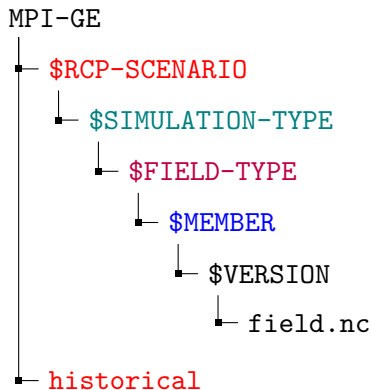 MPI-GE
$RCP-SCENARIO
$SIMULATION-TYPE
$FIELD-TYPE
$MEMBER
$VERSION
field.nc
historical